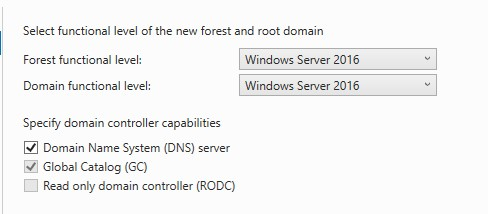 Select functional level of the new forest and root domain
Forest functional level: Windows Server 2016
Domain functional level: Windows Server 2016
Specify domain controller capabilities
Domain Name System (DNS) server
Global Catalog (GC)
Read only domain controller (RODC)